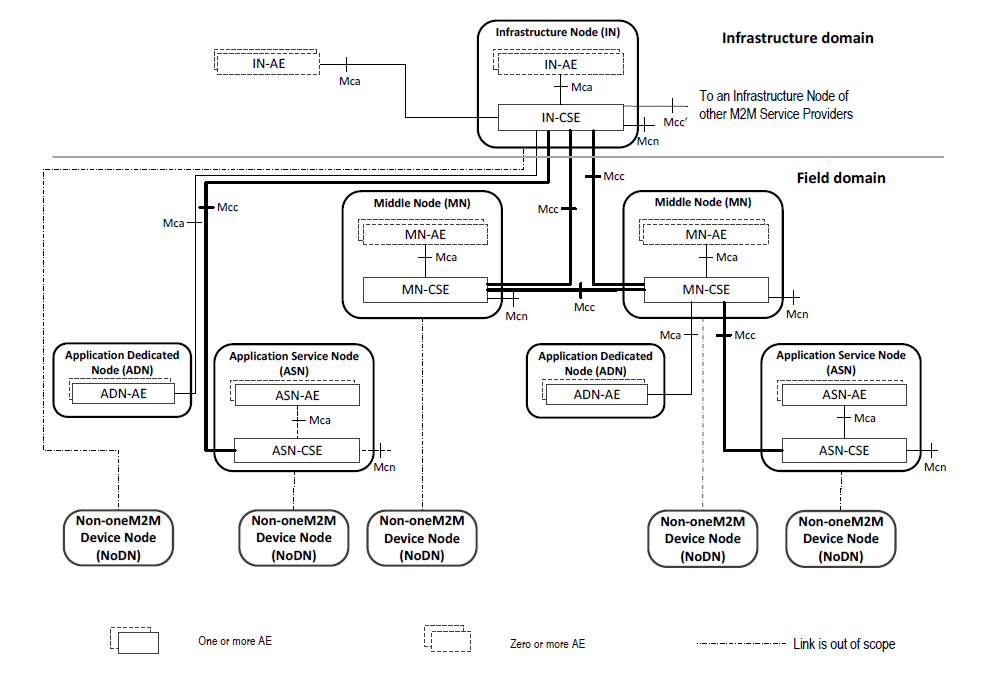 Infrastructure Node (IN)
Infrastructure domain
IN-AE
Mca
IN-AE
Mca
To an Infrastructure Node of
other M2M Service Providers
IN-CSE
Mcc'
Mcn
Field domain
Mcc
Mcc
Mca
Mcc
Middle Node (MN)
MN-AE
Mca
MN-CSE
Mcn
Mcc
Middle Node (MN)
MN-AE
Mca
MN-CSE
Mcn
Mca
Mcc
Application Dedicated
Node (ADN)
ADN-AE
Application Service Node
(ASN)
ASN-AE
Mca
ASN-CSE
Mcn
Application Dedicated
Node (ADN)
ADN-AE
Application Service Node
(ASN)
ASN-AE
Mca
ASN-CSE
Mcn
Non-oneM2M
Device Node
(NoDN)
Non-oneM2M
Device Node
(NoDN)
Non-oneM2M
Device Node
(NoDN)
Non-oneM2M
Device Node
(NoDN)
Non-oneM2M
Device Node
(NoDN)
One or more AE
Zero or more AE
Link is out of scope